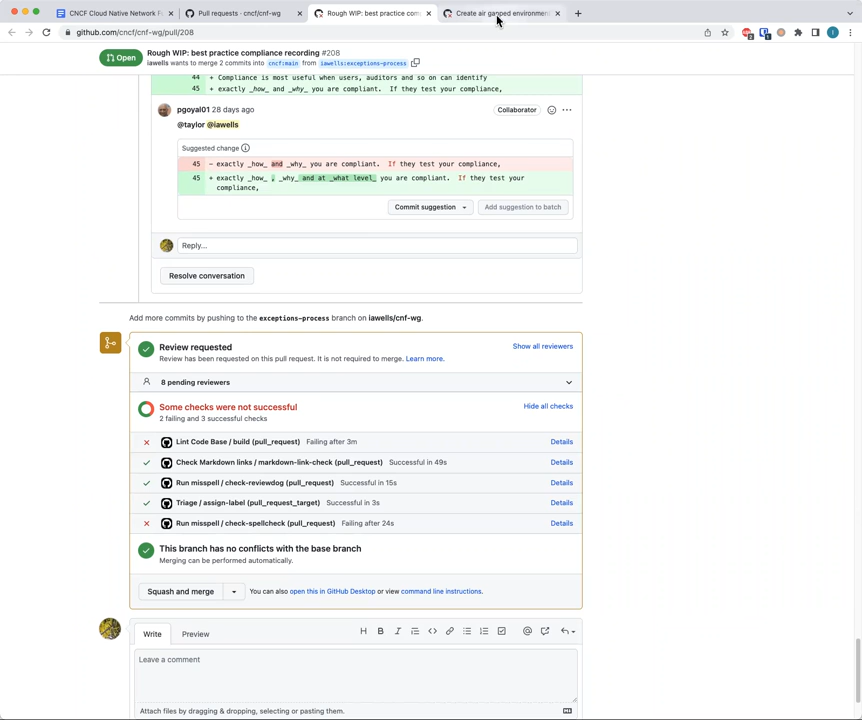 CNCF Cloud Native Network F
Pull requests · cncf/cnf-wg
Rough WIP: best practice com
Create air gapped environment
github.com/cncf/cnf-wg/pull/208
Open
Rough WIP: best practice compliance recording #208
iawells wants to merge 2 commits into cncf:main from iawells:exceptions-process
44 + Compliance is most useful when users, auditors and so on can identify
45 + exactly _how_ and _why_ you are compliant. If they test your compliance,
pgoyal01 28 days ago
Collaborator
@taylor @iawells
Suggested change
45 − exactly _how_ and _why_ you are compliant. If they test your compliance,
45 + exactly _how_ , _why_ and at _what level_ you are compliant. If they test your
compliance,
Commit suggestion
Add suggestion to batch
Reply...
Resolve conversation
Add more commits by pushing to the exceptions-process branch on iawells/cnf-wg.
Review requested
Show all reviewers
Review has been requested on this pull request. It is not required to merge. Learn more.
8 pending reviewers
Some checks were not successful
Hide all checks
2 failing and 3 successful checks
Lint Code Base / build (pull_request) Failing after 3m Details
Check Markdown links / markdown-link-check (pull_request) Successful in 49s Details
Run misspell / check-reviewdog (pull_request) Successful in 15s Details
Triage / assign-label (pull_request_target) Successful in 3s Details
Run misspell / check-spellcheck (pull_request) Failing after 24s Details
This branch has no conflicts with the base branch
Merging can be performed automatically.
Squash and merge
You can also open this in GitHub Desktop or view command line instructions.
Write
Preview
Leave a comment
Attach files by dragging & dropping, selecting or pasting them.